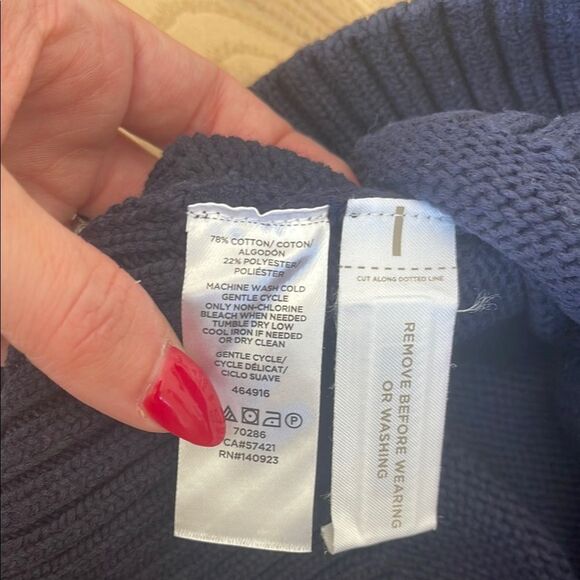 78% COTTON/ COTON/
ALGODÓN
22% POLYESTER/
POLIÉSTER
MACHINE WASH COLD
GENTLE CYCLE
ONLY NON-CHLORINE
BLEACH WHEN NEEDED
TUMBLE DRY LOW
COOL IRON IF NEEDED
OR DRY CLEAN
GENTLE CYCLE/
CYCLE DÉLICAT/
CICLO SUAVE
464916
P
70286
CA#57421
RN#140923
CUT ALONG DOTTED LINE
REMOVE BEFORE WEARING
OR WASHING